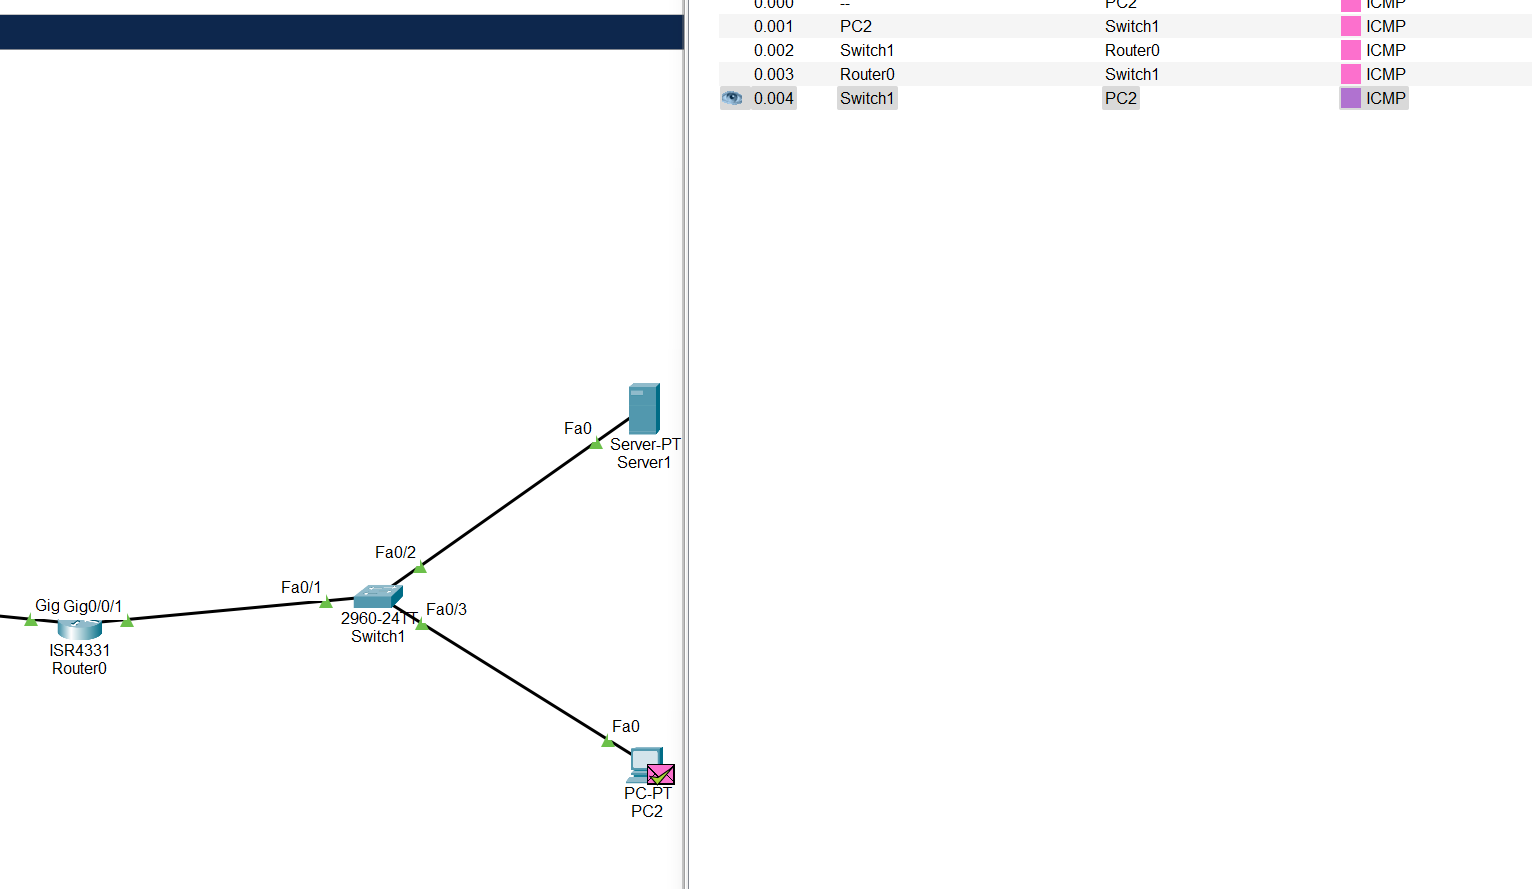 0.000 -- PC2 ICMP
0.001 PC2 Switch1 ICMP
0.002 Switch1 Router0 ICMP
0.003 Router0 Switch1 ICMP
0.004 Switch1 PC2 ICMP
Fa0
Server-PT
Server1
Fa0/2
Fa0/1
Fa0/3
2960-24TT
Switch1
Gig Gig0/0/1
ISR4331
Router0
Fa0
PC-PT
PC2